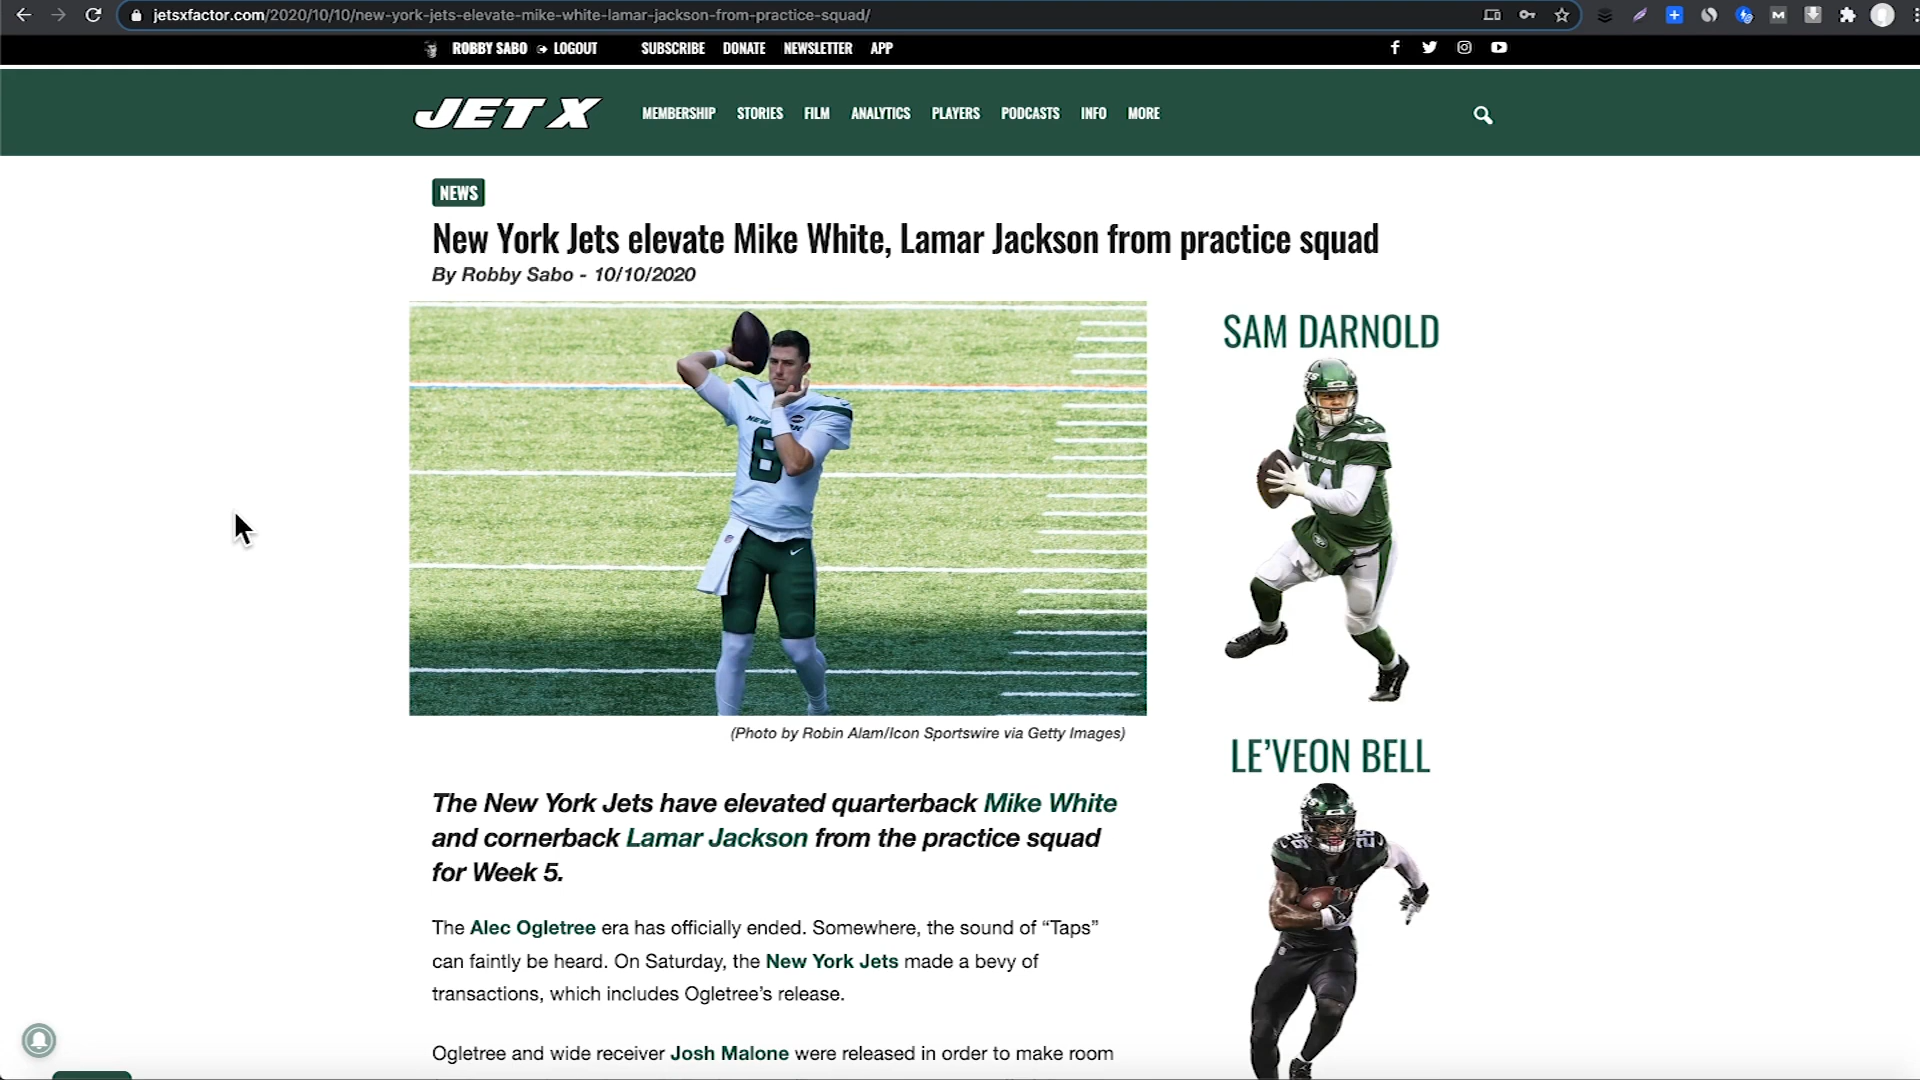 jetsxfactor.com/2020/10/10/new-york-jets-elevate-mike-white-lamar-jackson-from-practice-squad/
ROBBY SABO LOGOUT SUBSCRIBE DONATE NEWSLETTER APP
JET X MEMBERSHIP STORIES FILM ANALYTICS PLAYERS PODCASTS INFO MORE
NEWS
New York Jets elevate Mike White, Lamar Jackson from practice squad
By Robby Sabo - 10/10/2020
NEW
8
(Photo by Robin Alam/Icon Sportswire via Getty Images)
The New York Jets have elevated quarterback Mike White
and cornerback Lamar Jackson from the practice squad
for Week 5.
The Alec Ogletree era has officially ended. Somewhere, the sound of “Taps”
can faintly be heard. On Saturday, the New York Jets made a bevy of
transactions, which includes Ogletree’s release.
Ogletree and wide receiver Josh Malone were released in order to make room
SAM DARNOLD
14
LE’VEON BELL
26